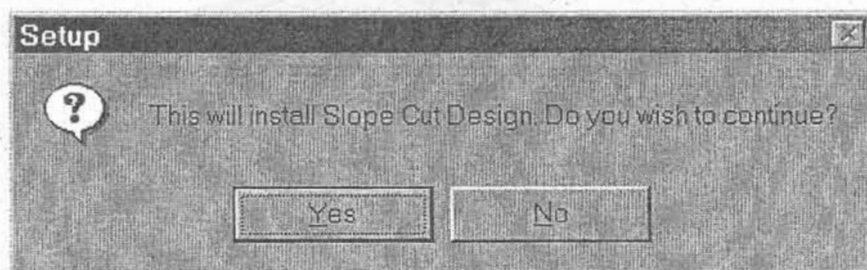 Setup
This will install Slope Cut Design. Do you wish to continue?
Yes
No